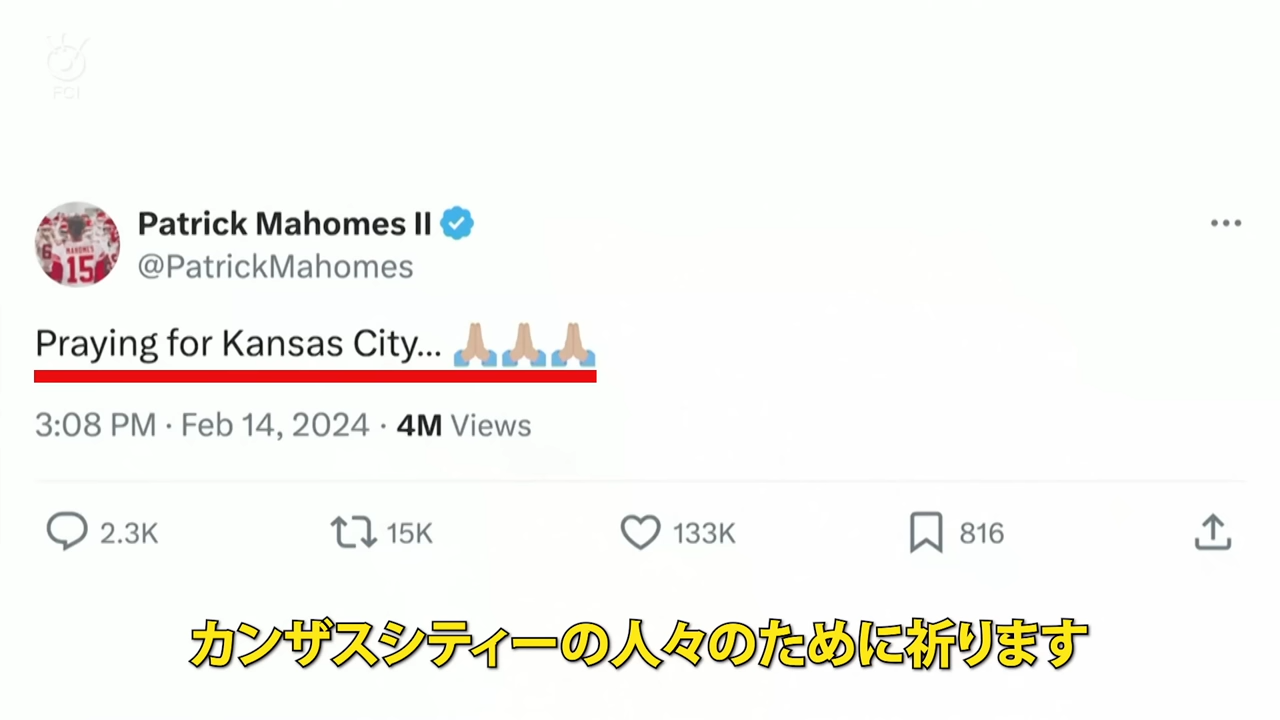 FCI
Patrick Mahomes II
@PatrickMahomes
Praying for Kansas City... 🙏🏼🙏🏼🙏🏼
3:08 PM · Feb 14, 2024 · 4M Views
2.3K 15K 133K 816
カンザスシティーの人々のために祈ります